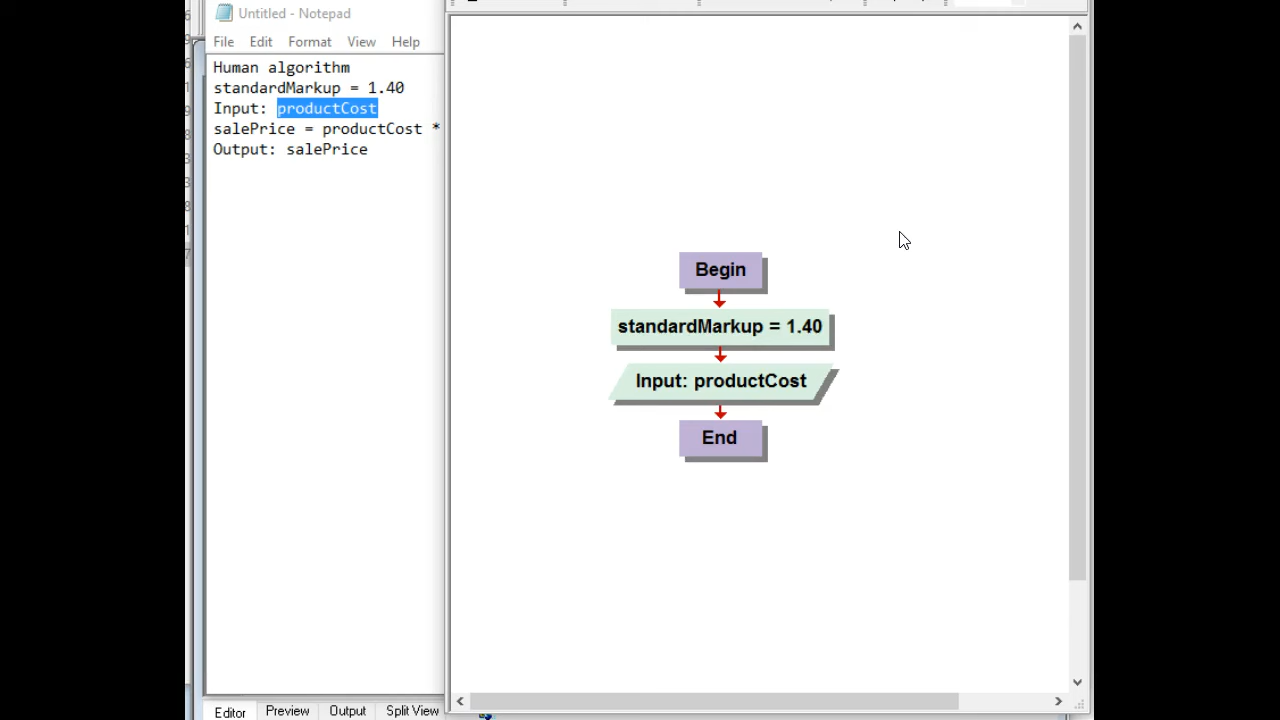 Untitled - Notepad
File Edit Format View Help
Human algorithm
standardMarkup = 1.40
Input: productCost
salePrice = productCost *
Output: salePrice
Begin
standardMarkup = 1.40
Input: productCost
End
Editor Preview Output Split View